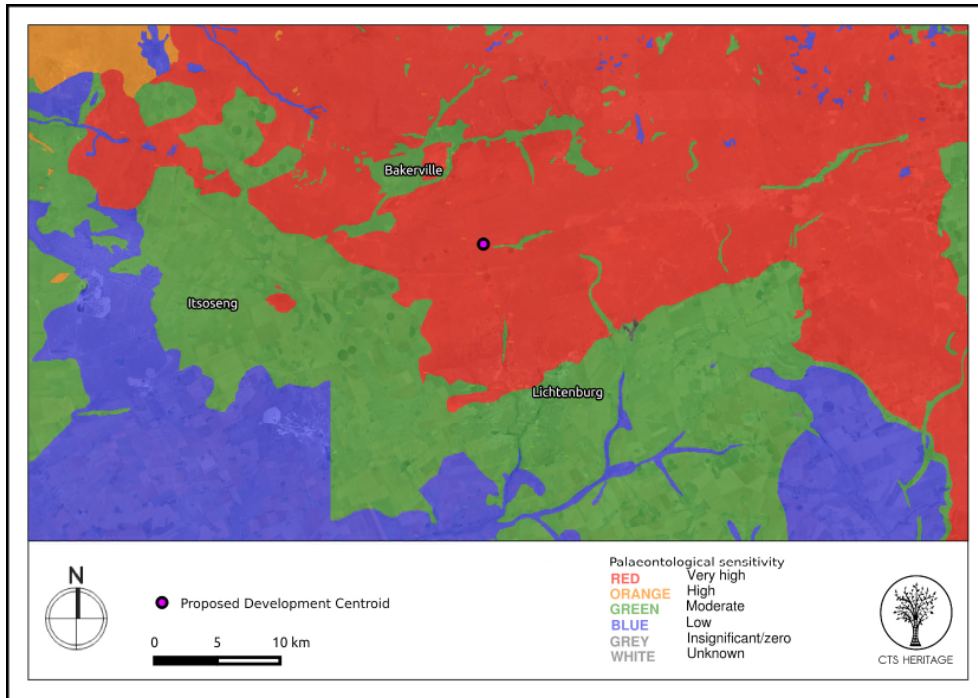 Bakerville
Itsoseng
Lichtenburg
N
Proposed Development Centroid
0 5 10 km
Palaeontological sensitivity
RED Very high
ORANGE High
GREEN Moderate
BLUE Low
GREY Insignificant/zero
WHITE Unknown
CTS HERITAGE